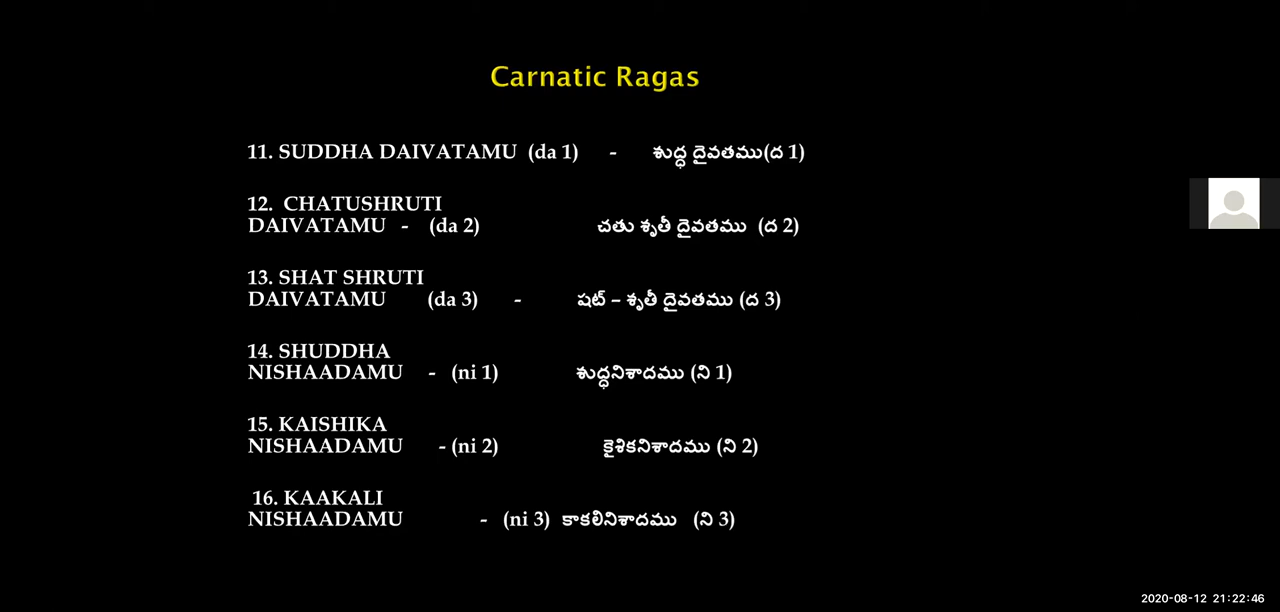 Carnatic Ragas
11. SUDDHA DAIVATAMU (da 1) - శుద్ధ దైవతము(ద 1)
12. CHATUSHRUTI
DAIVATAMU - (da 2) చతు శృతీ దైవతము (ద 2)
13. SHAT SHRUTI
DAIVATAMU (da 3) - షట్ – శృతీ దైవతము (ద 3)
14. SHUDDHA
NISHAADAMU - (ni 1) శుద్ధనిశాదము (ని 1)
15. KAISHIKA
NISHAADAMU - (ni 2) కైశికనిశాదము (ని 2)
16. KAAKALI
NISHAADAMU - (ni 3) కాకలినిశాదము (ని 3)
2020-08-12 21:22:46